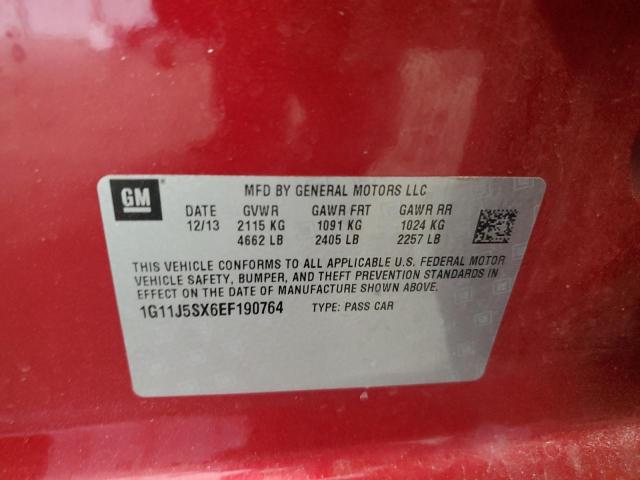 GM MFD BY GENERAL MOTORS LLC
DATE GVWR GAWR FRT GAWR RR
12/13 2115 KG 1091 KG 1024 KG
4662 LB 2405 LB 2257 LB
THIS VEHICLE CONFORMS TO ALL APPLICABLE U.S. FEDERAL MOTOR
VEHICLE SAFETY, BUMPER, AND THEFT PREVENTION STANDARDS IN
EFFECT ON THE DATE OF MANUFACTURE SHOWN ABOVE.
1G11J5SX6EF190764 TYPE: PASS CAR